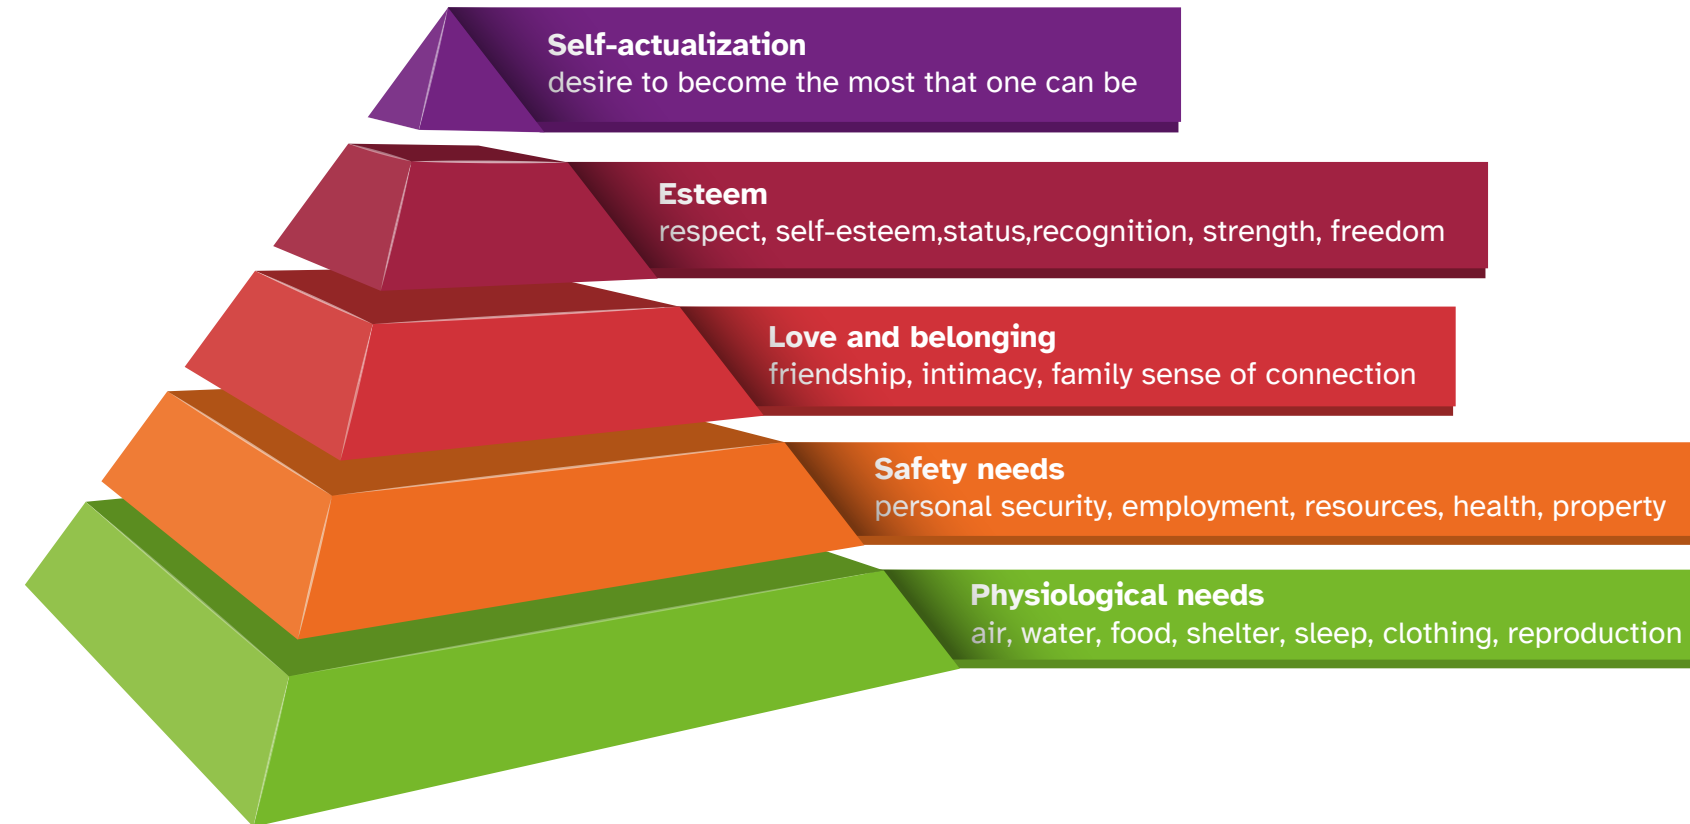 Self-actualization
desire to become the most that one can be
Esteem
respect, self-esteem,status,recognition, strength, freedom
Love and belonging
friendship, intimacy, family sense of connection
Safety needs
personal security, employment, resources, health, property
Physiological needs
air, water, food, shelter, sleep, clothing, reproduction